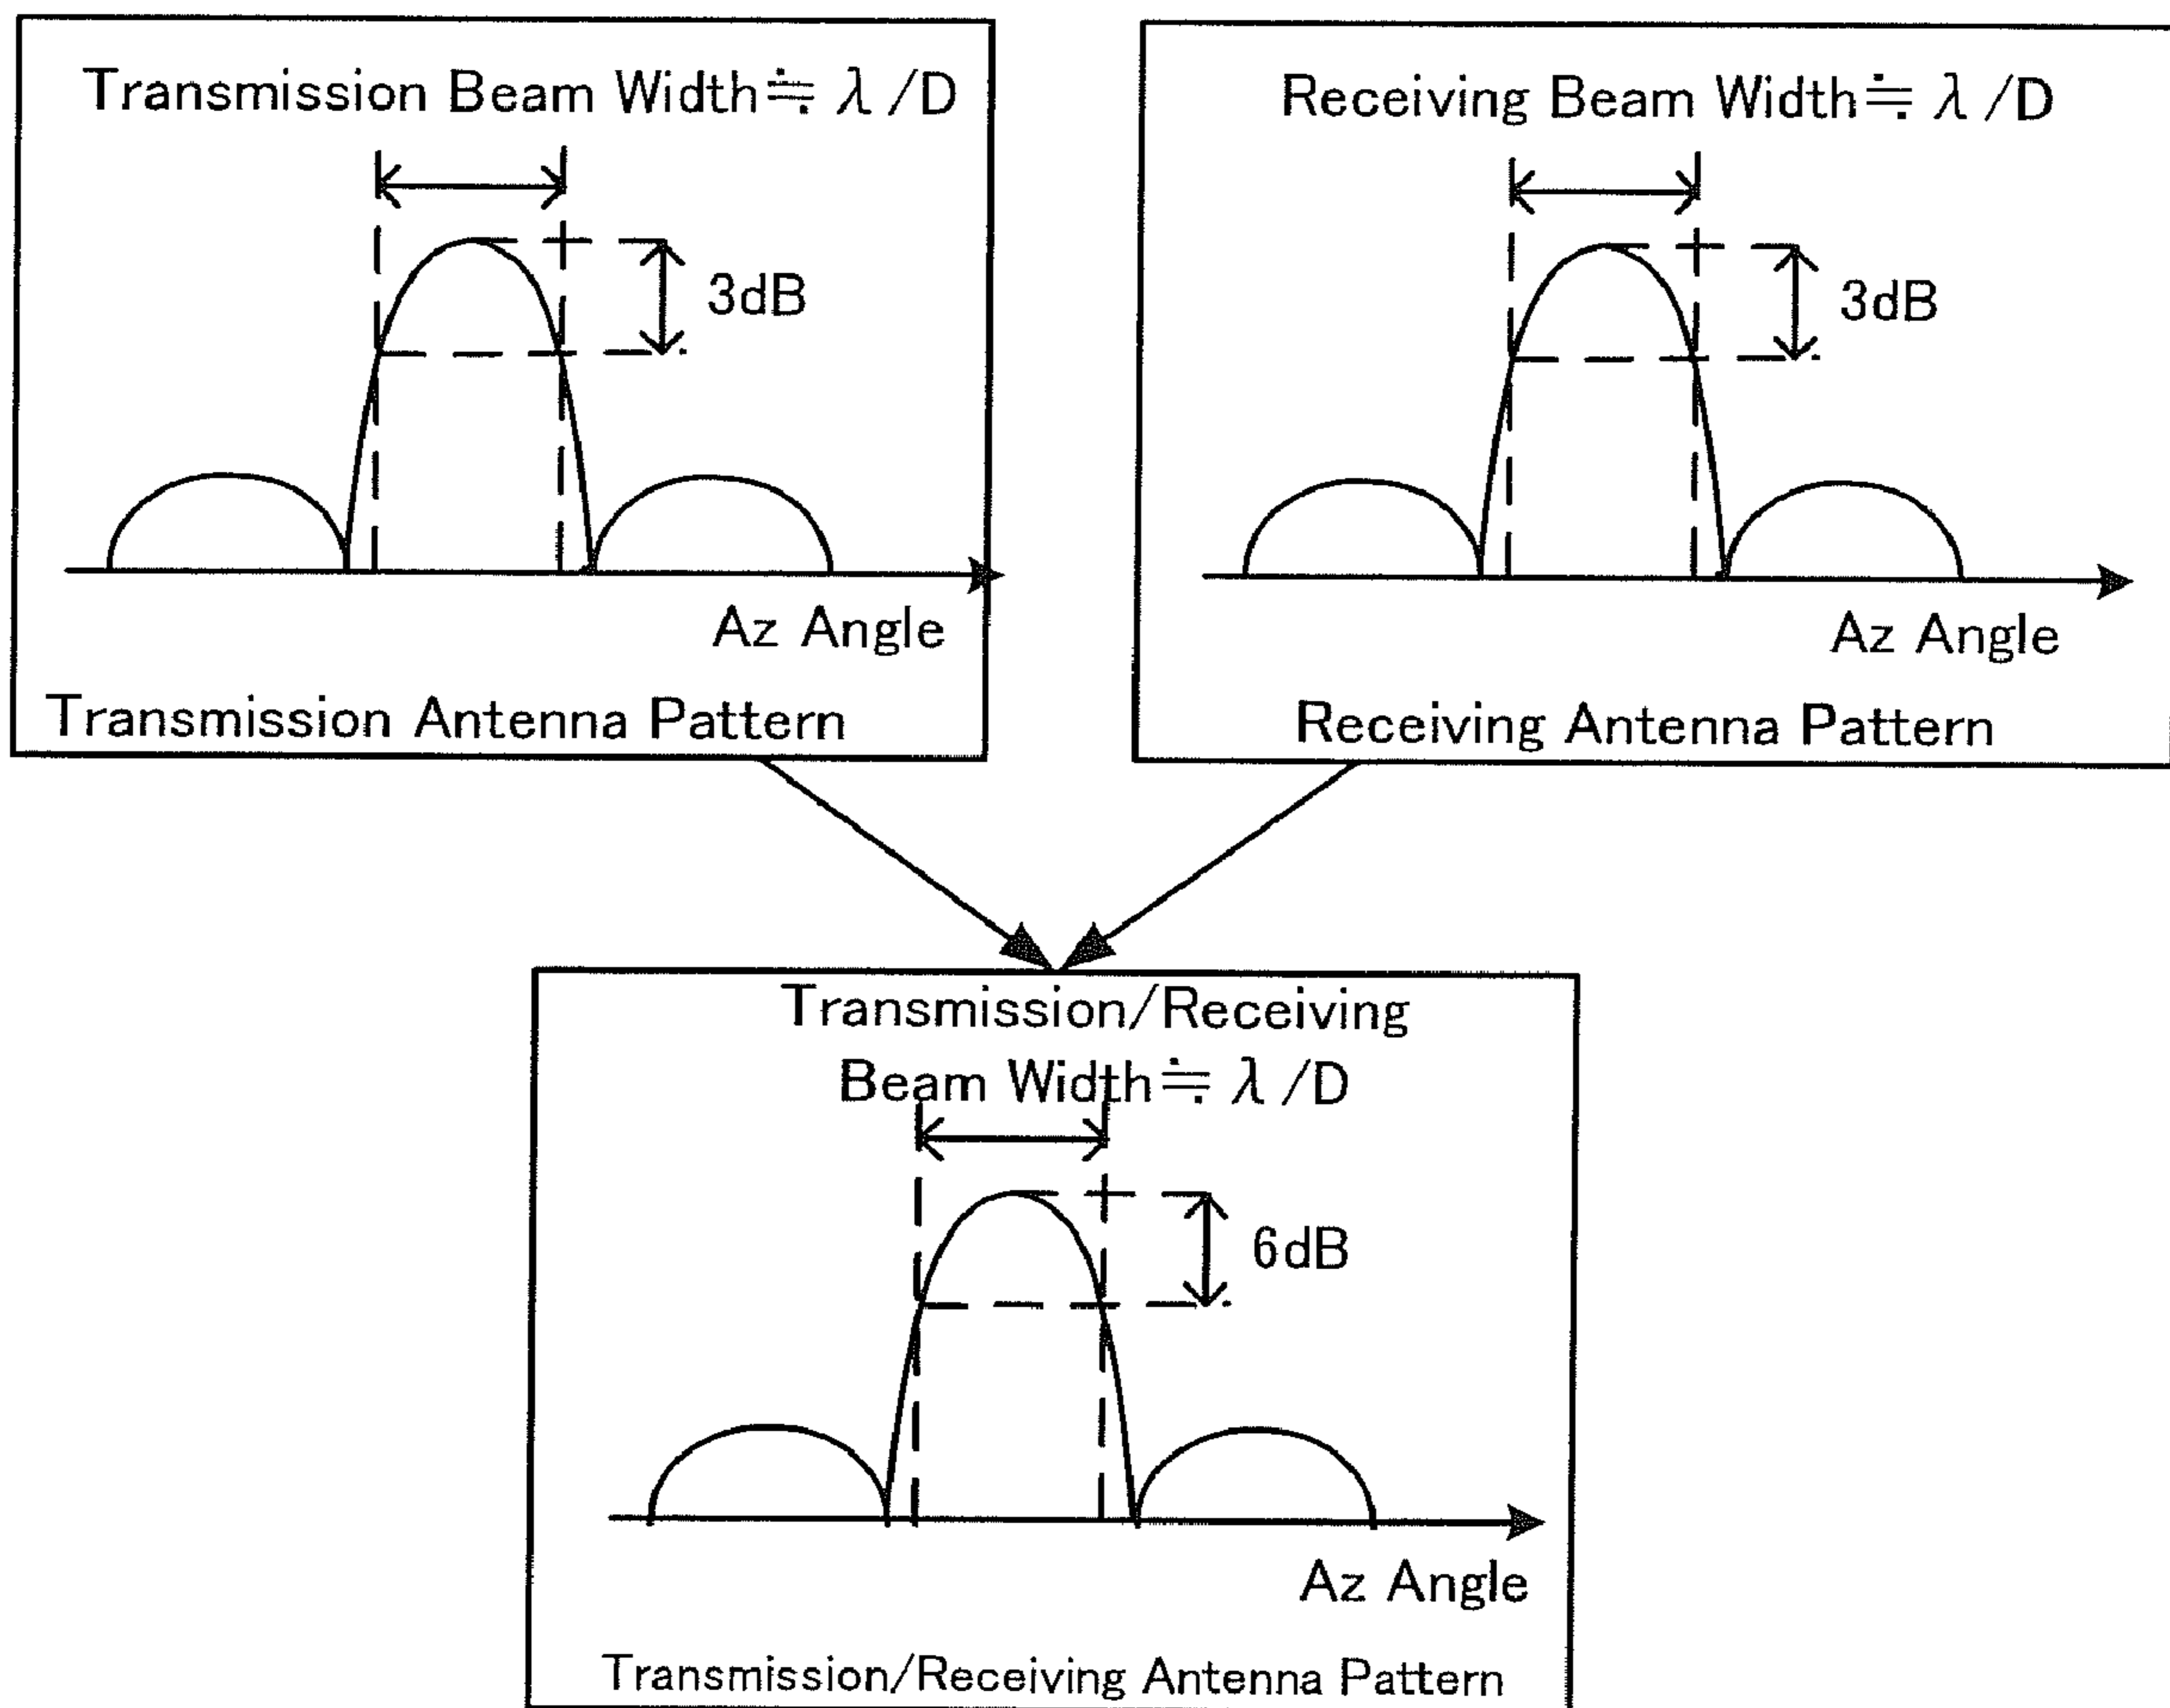 Transmission Beam Width≒ λ/D
3dB
Az Angle
Transmission Antenna Pattern
Receiving Beam Width≒ λ/D
3dB
Az Angle
Receiving Antenna Pattern
Transmission/Receiving
Beam Width≒ λ/D
6dB
Az Angle
Transmission/Receiving Antenna Pattern